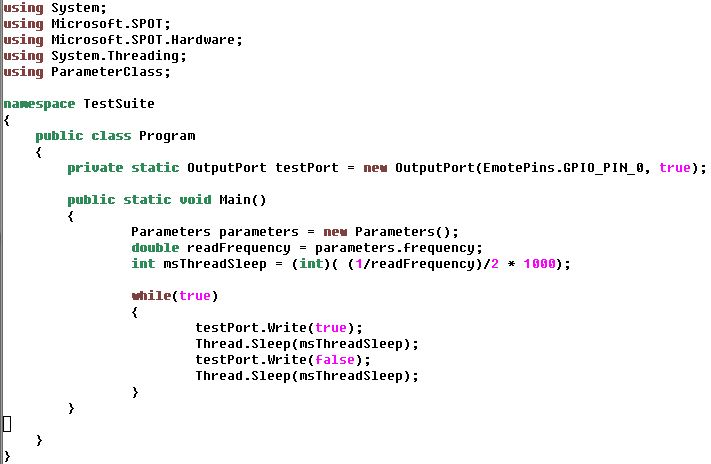 using System;
using Microsoft.SPOT;
using Microsoft.SPOT.Hardware;
using System.Threading;
using ParameterClass;

namespace TestSuite
{
    public class Program
    {
        private static OutputPort testPort = new OutputPort(EmotePins.GPIO_PIN_0, true);

        public static void Main()
        {
                Parameters parameters = new Parameters();
                double readFrequency = parameters.frequency;
                int msThreadSleep = (int)( (1/readFrequency)/2 * 1000);

                while(true)
                {
                        testPort.Write(true);
                        Thread.Sleep(msThreadSleep);
                        testPort.Write(false);
                        Thread.Sleep(msThreadSleep);
                }
        }

    }
}